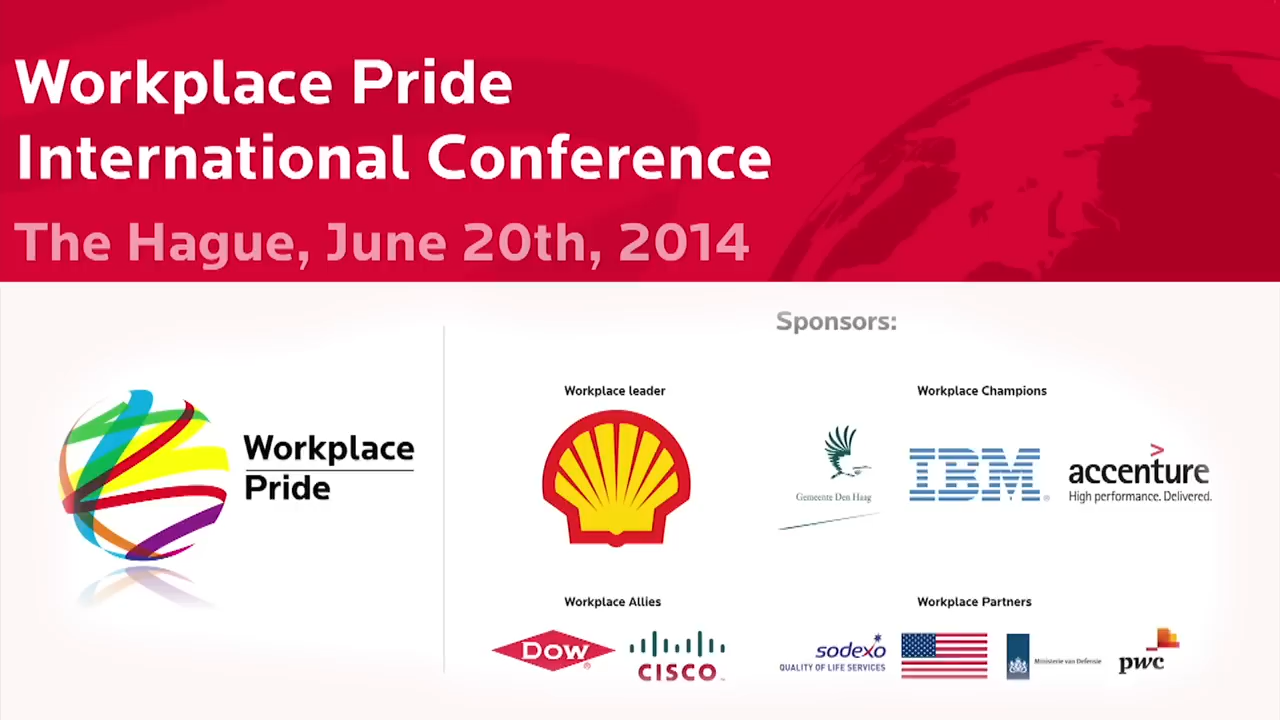 Workplace Pride
International Conference
The Hague, June 20th, 2014
Sponsors:
Workplace
Pride
Workplace leader
Workplace Champions
Gemeente Den Haag
IBM
accenture
High performance. Delivered.
Workplace Allies
Workplace Partners
DOW
CISCO
sodexo
QUALITY OF LIFE SERVICES
Ministerie van Defensie
pwc